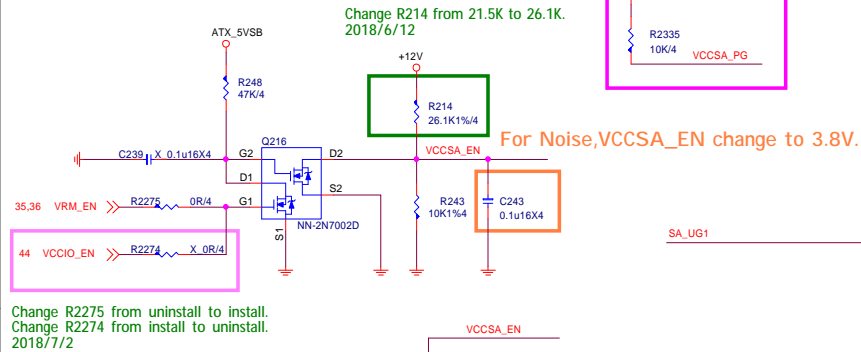 Change R214 from 21.5K to 26.1K.
2018/6/12
ATX_5VSB
+12V
R2335
10K/4
VCCSA_PG
R248
47K/4
R214
26.1K1%/4
For Noise,VCCSA_EN change to 3.8V.
Q216
C239 X_0.1u16X4
G2
D2
VCCSA_EN
D1
S2
35,36 VRM_EN
R2275 0R/4
G1
R243
10K1%4
C243
0.1u16X4
NN-2N7002D
S1
44 VCCIO_EN
R2274 X_0R/4
SA_UG1
Change R2275 from uninstall to install.
Change R2274 from install to uninstall.
2018/7/2
VCCSA_EN